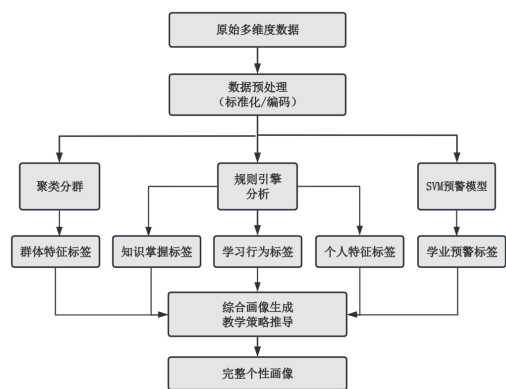 原始多维度数据
数据预处理
（标准化/编码）
聚类分群
规则引擎
分析
SVM预警模型
群体特征标签
知识掌握标签
学习行为标签
个人特征标签
学业预警标签
综合画像生成
教学策略推导
完整个性画像